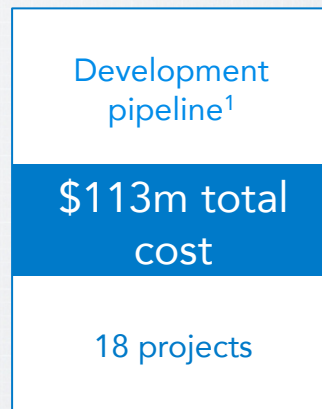 Development
pipeline¹
$113m total
cost
18 projects